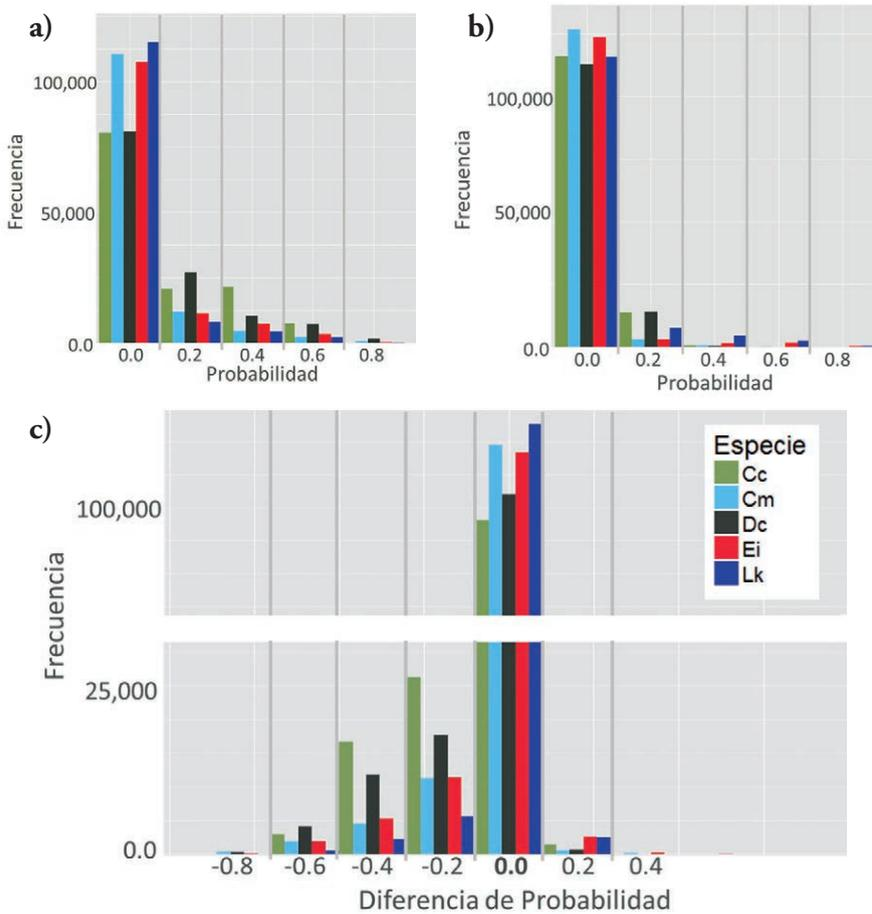 a)
100,000
50,000
0.0
Frecuencia
0.0 0.2 0.4 0.6 0.8
Probabilidad
b)
100,000
50,000
0.0
Frecuencia
0.0 0.2 0.4 0.6 0.8
Probabilidad
c)
100,000
25,000
0.0
Frecuencia
-0.8 -0.6 -0.4 -0.2 0.0 0.2 0.4
Diferencia de Probabilidad
Especie
Cc
Cm
Dc
Ei
Lk